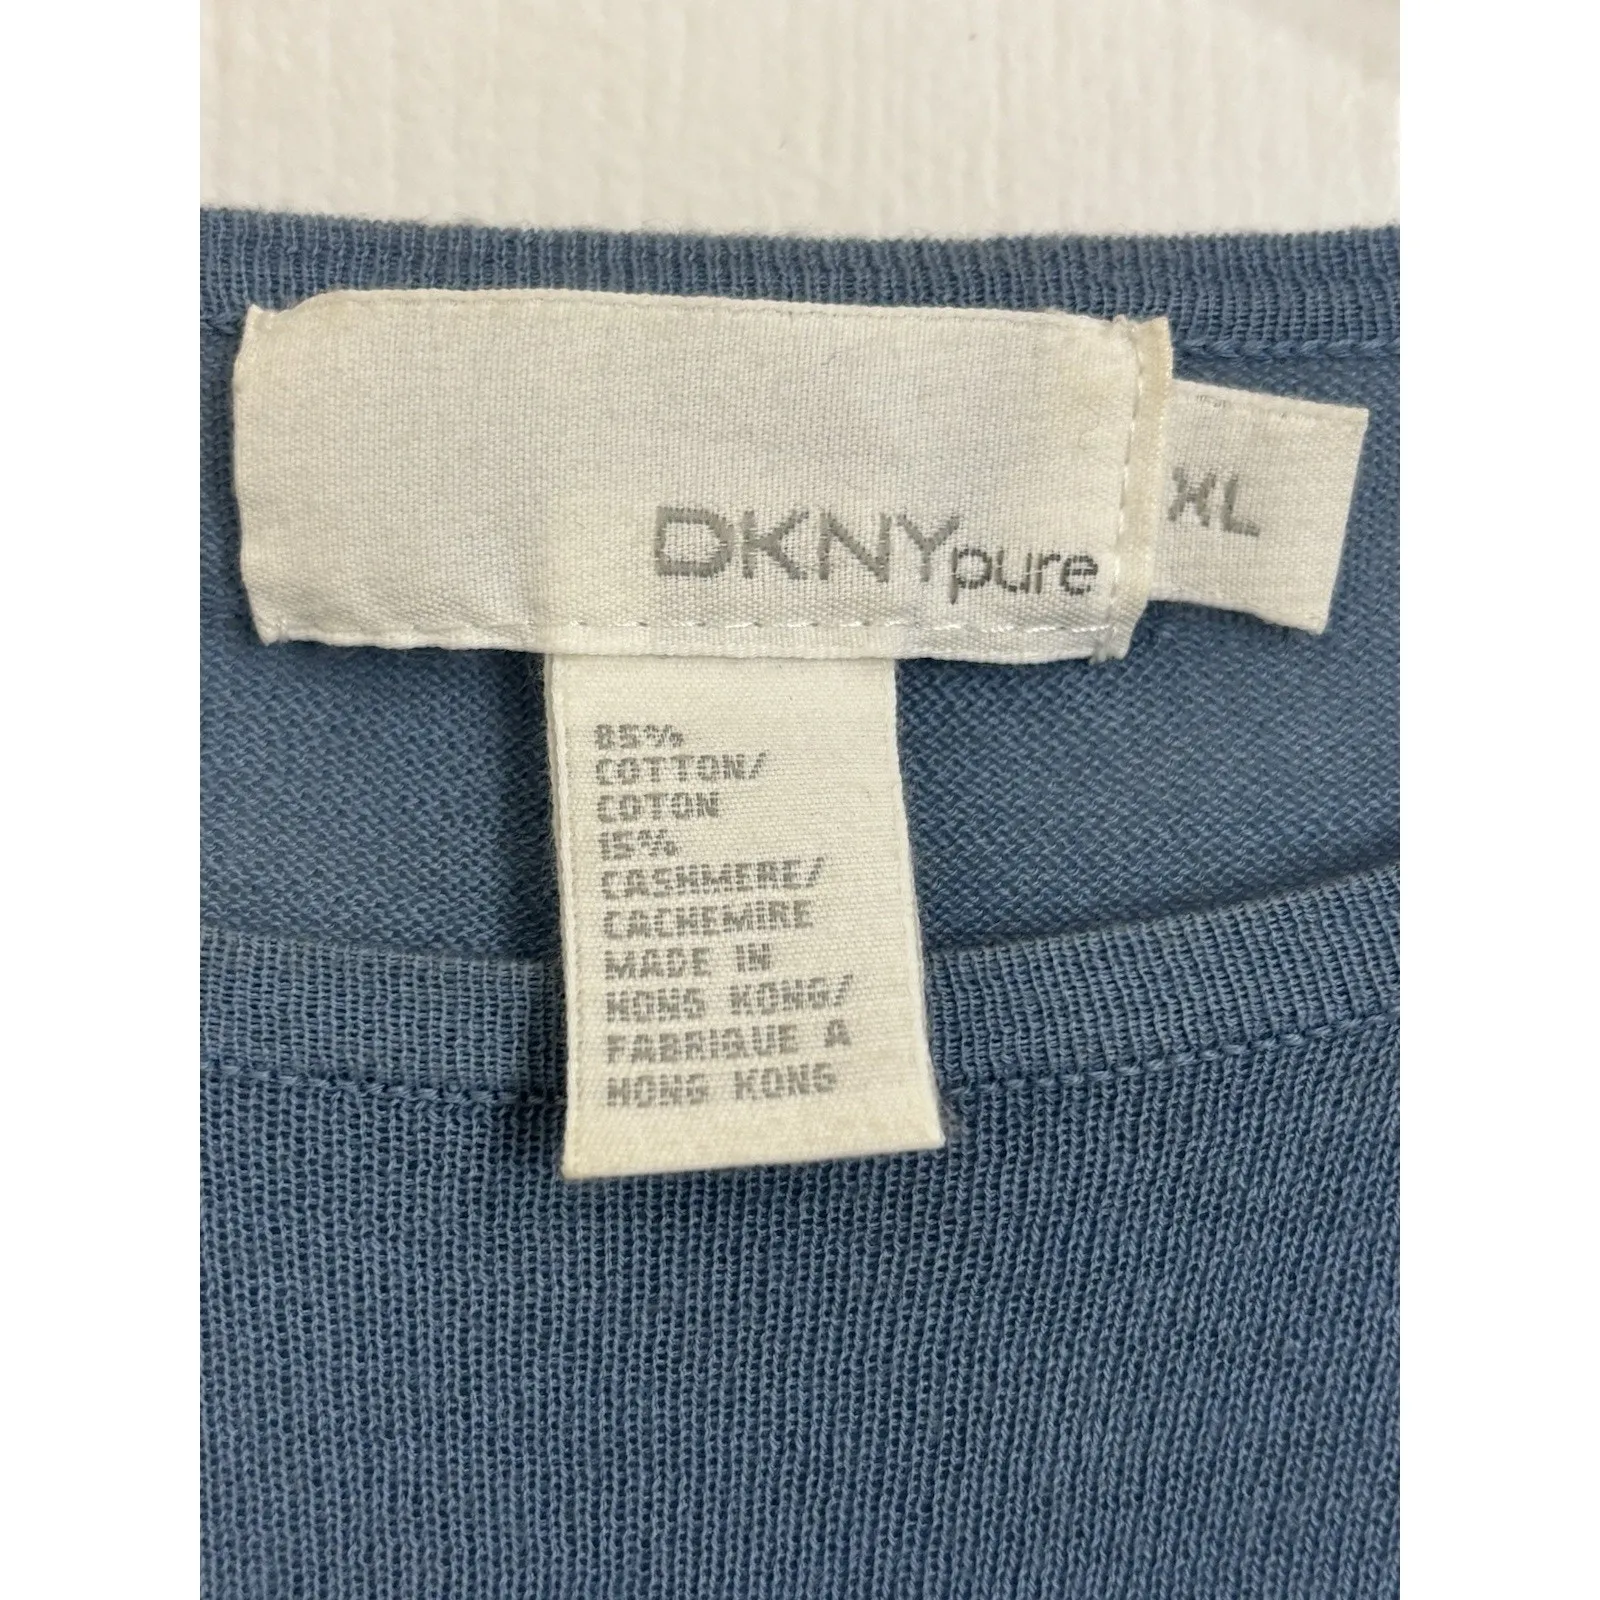 DKNYpure
XL
85%
COTTON/
COTON
15%
CASHMERE/
CACHEMIRE
MADE IN
HONG KONG/
FABRIQUE A
HONG KONG